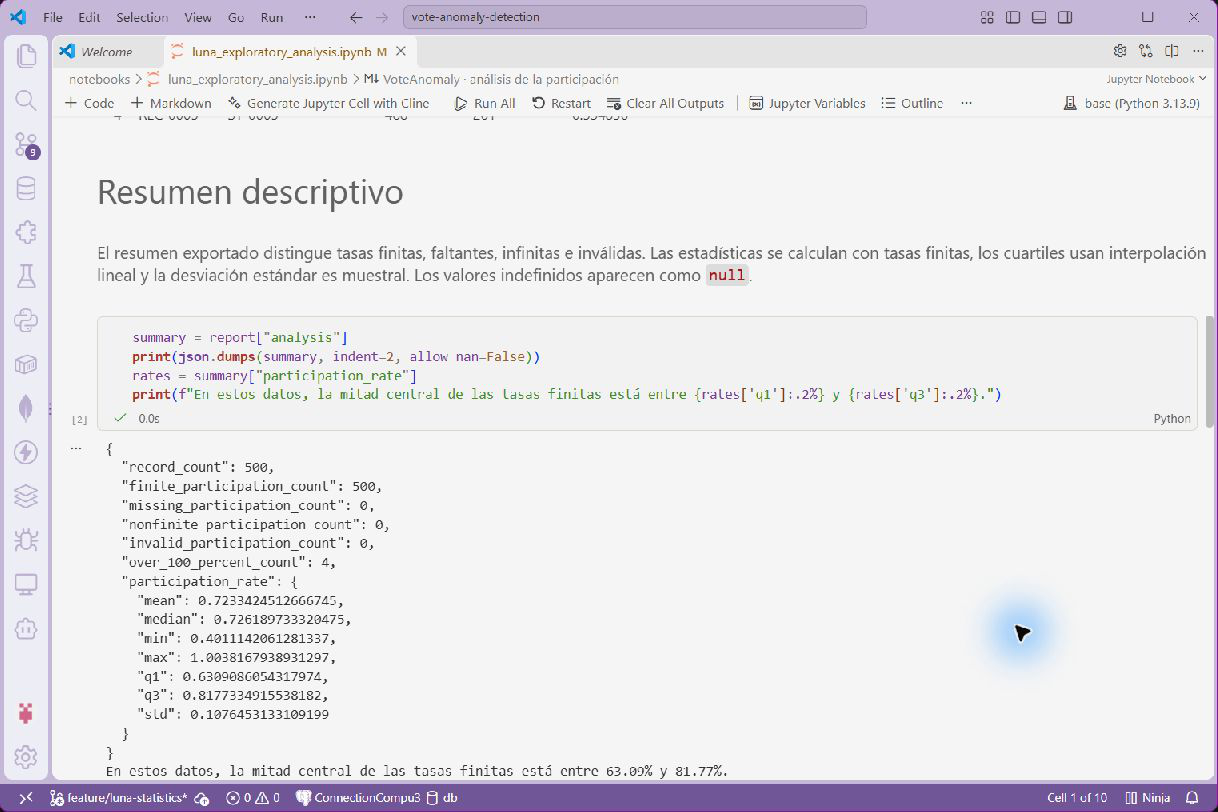 File Edit Selection View Go Run ··· vote-anomaly-detection
Welcome luna_exploratory_analysis.ipynb M
notebooks > luna_exploratory_analysis.ipynb > M↓ VoteAnomaly · análisis de la participación
Jupyter Notebook
+ Code + Markdown Generate Jupyter Cell with Cline Run All Restart Clear All Outputs Jupyter Variables Outline ··· base (Python 3.13.9)
Resumen descriptivo
El resumen exportado distingue tasas finitas, faltantes, infinitas e inválidas. Las estadísticas se calculan con tasas finitas, los cuartiles usan interpolación
lineal y la desviación estándar es muestral. Los valores indefinidos aparecen como null.
summary = report["analysis"]
print(json.dumps(summary, indent=2, allow_nan=False))
rates = summary["participation_rate"]
print(f"En estos datos, la mitad central de las tasas finitas está entre {rates['q1']:.2%} y {rates['q3']:.2%}.")
[2] 0.0s Python
{
"record_count": 500,
"finite_participation_count": 500,
"missing_participation_count": 0,
"nonfinite_participation_count": 0,
"invalid_participation_count": 0,
"over_100_percent_count": 4,
"participation_rate": {
"mean": 0.7233424512666745,
"median": 0.726189733320475,
"min": 0.4011142061281337,
"max": 1.0038167938931297,
"q1": 0.6309086054317974,
"q3": 0.8177334915538182,
"std": 0.1076453133109199
}
}
En estos datos, la mitad central de las tasas finitas está entre 63.09% y 81.77%.
9
feature/luna-statistics* 0 0 ConnectionCompu3 db Cell 1 of 10 Ninja